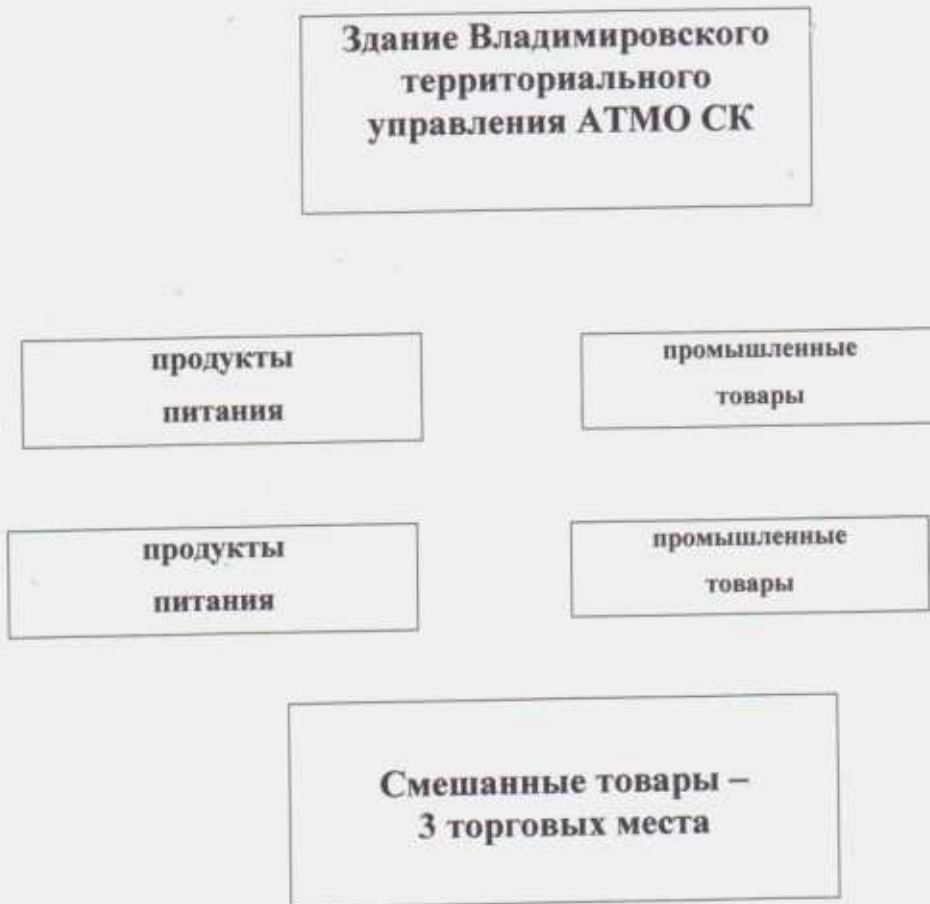 Здание Владимировского
территориального
управления АТМО СК
продукты
питания
промышленные
товары
продукты
питания
промышленные
товары
Смешанные товары –
3 торговых места